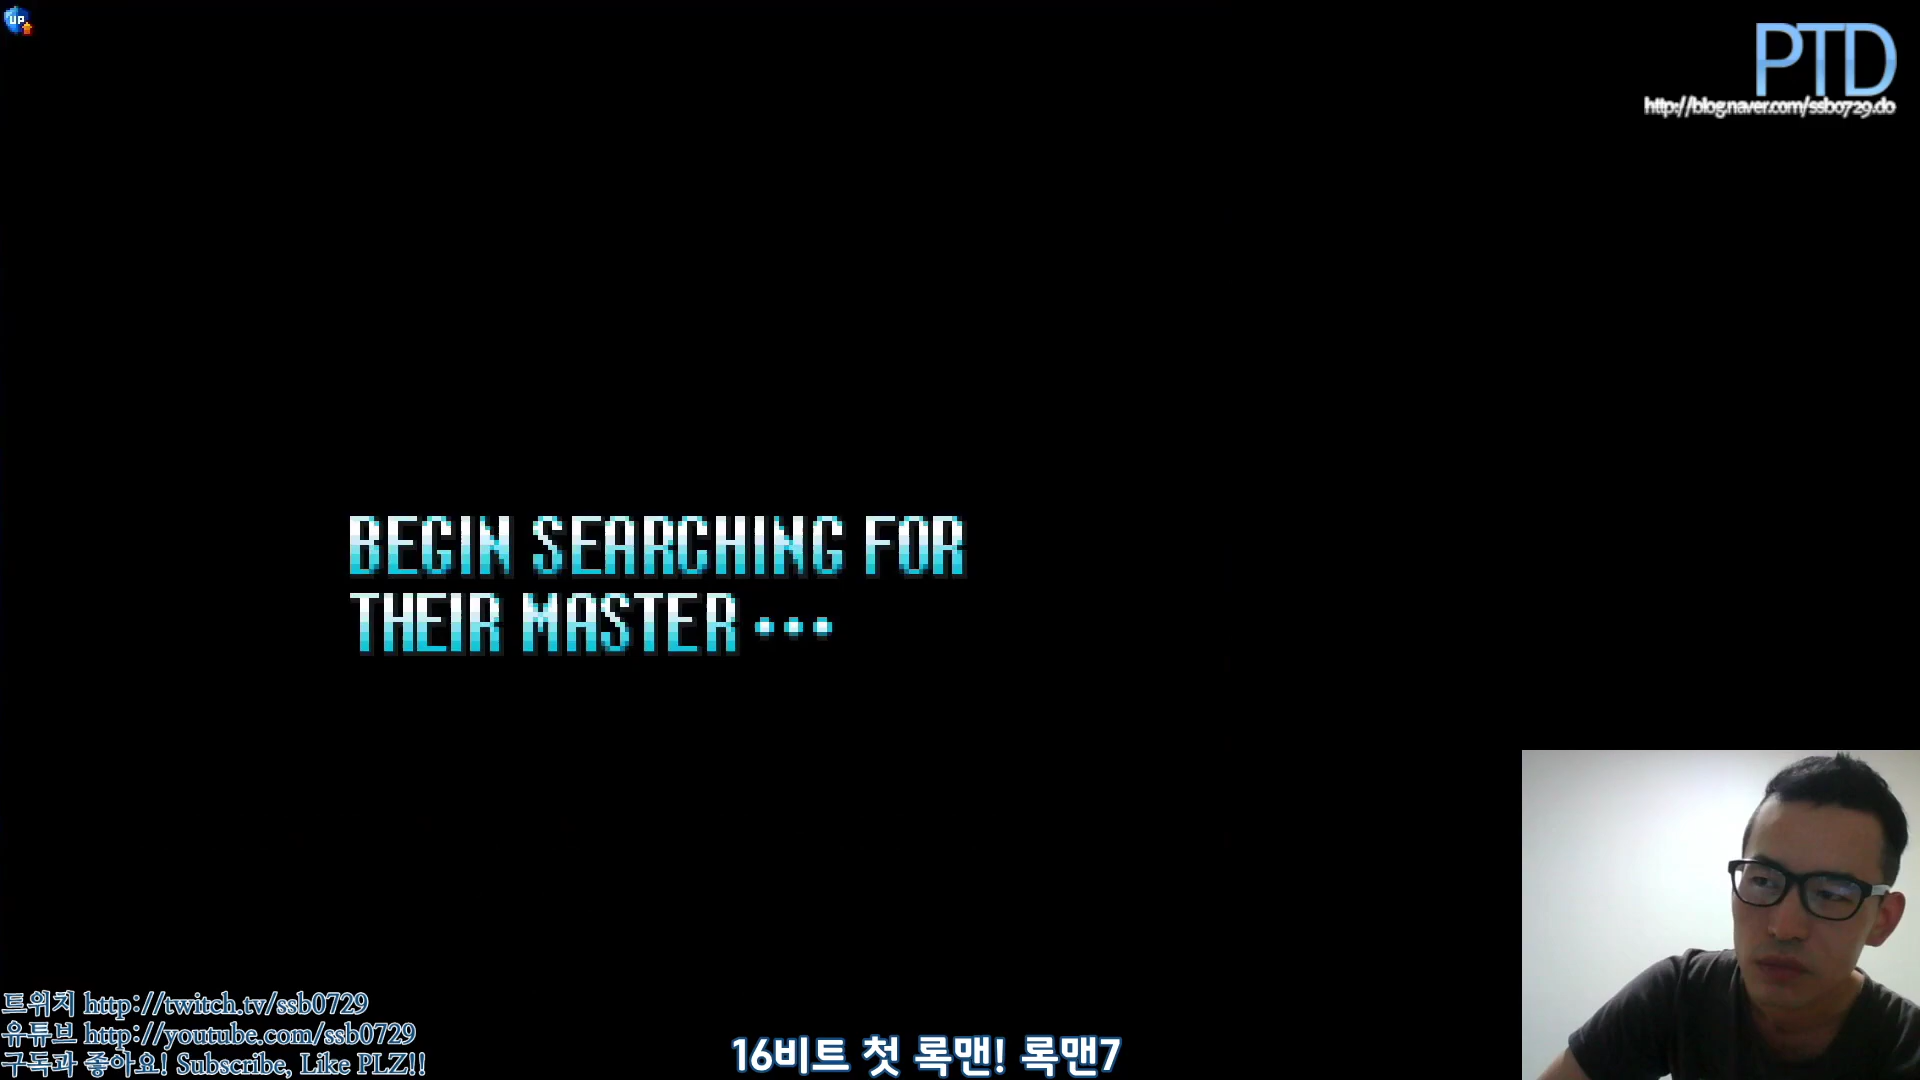 UP
PTD
http://blog.naver.com/ssb0729.do
BEGIN SEARCHING FOR
THEIR MASTER...
트위치 http://twitch.tv/ssb0729
유튜브 http://youtube.com/ssb0729
구독과 좋아요! Subscribe, Like PLZ!!
16비트 첫 록맨! 록맨7